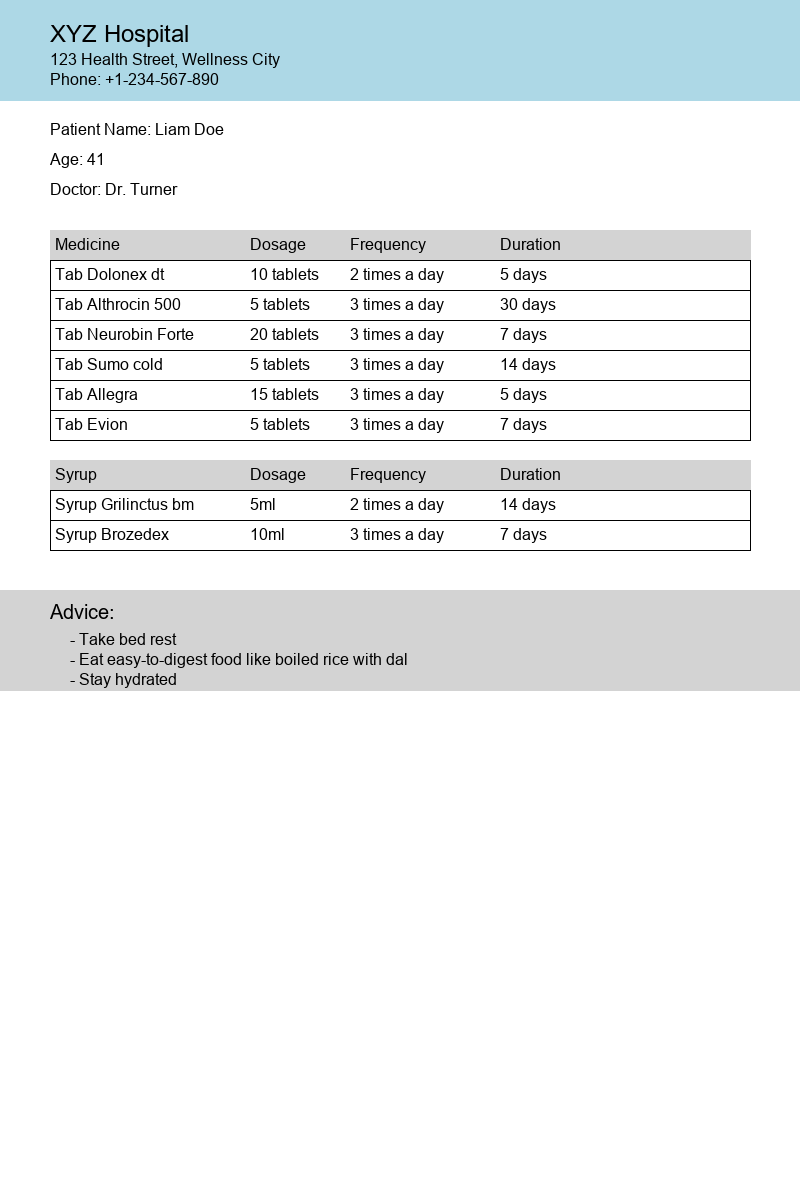 XYZ Hospital
123 Health Street, Wellness City
Phone: +1-234-567-890
Patient Name: Liam Doe
Age: 41
Doctor: Dr. Turner
Medicine Dosage Frequency Duration
Tab Dolonex dt 10 tablets 2 times a day 5 days
Tab Althrocin 500 5 tablets 3 times a day 30 days
Tab Neurobin Forte 20 tablets 3 times a day 7 days
Tab Sumo cold 5 tablets 3 times a day 14 days
Tab Allegra 15 tablets 3 times a day 5 days
Tab Evion 5 tablets 3 times a day 7 days
Syrup Dosage Frequency Duration
Syrup Grilinctus bm 5ml 2 times a day 14 days
Syrup Brozedex 10ml 3 times a day 7 days
Advice:
- Take bed rest
- Eat easy-to-digest food like boiled rice with dal
- Stay hydrated